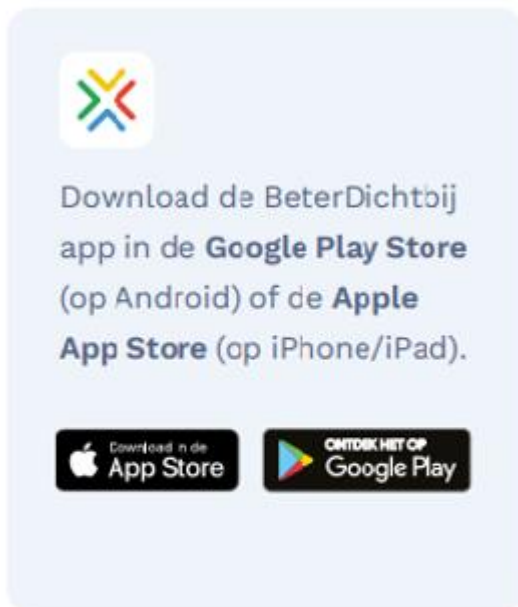 Download de BeterDichtbij
app in de Google Play Store
(op Android) of de Apple
App Store (op iPhone/iPad).
Download in de
App Store
ONTDEK HET OP
Google Play